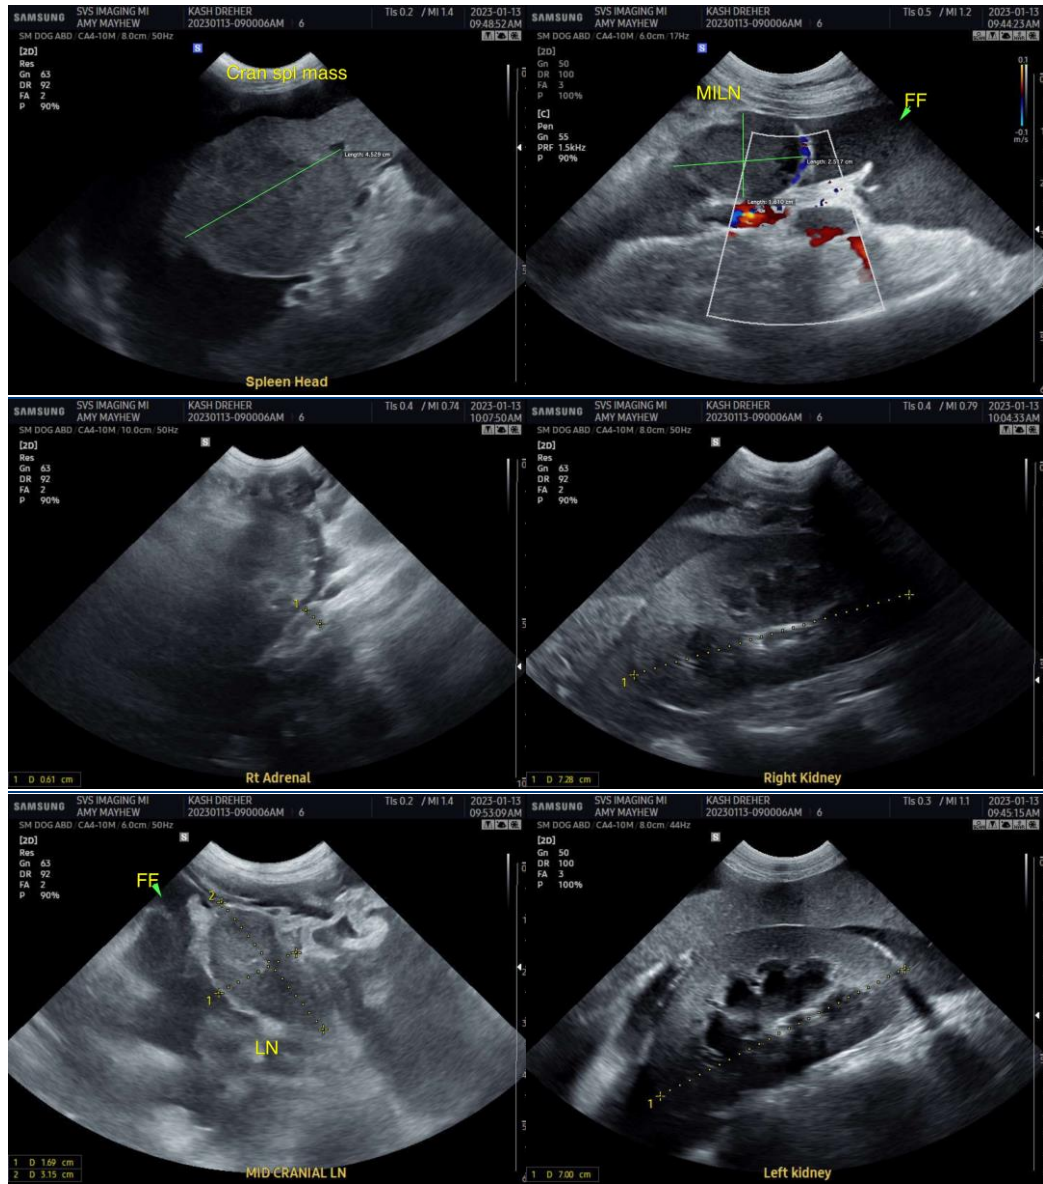 SAMSUNG SVS IMAGING MI KASH DREHER TIs 0.2 / MI 1.4 2023-01-13
AMY MAYHEW 20230113-090006AM 6 09:48:52AM
SM DOG ABD / CA4-10M / 8.0cm / 50Hz
[2D]
Res
Gn 63
DR 92
FA 2
P 90%
S
Cran spl mass
Length: 4.529 cm
Spleen Head
SAMSUNG SVS IMAGING MI KASH DREHER TIs 0.5 / MI 1.2 2023-01-13
AMY MAYHEW 20230113-090006AM 6 09:44:23AM
SM DOG ABD / CA4-10M / 6.0cm / 17Hz
[2D]
Gn 50
DR 100
FA 3
P 100%
[C]
Pen
Gn 55
PRF 1.5kHz
P 90%
S
MILN
FF
0.1
-0.1
m/s
SAMSUNG SVS IMAGING MI KASH DREHER TIs 0.4 / MI 0.74 2023-01-13
AMY MAYHEW 20230113-090006AM 6 10:07:50AM
SM DOG ABD / CA4-10M / 10.0cm / 50Hz
[2D]
Res
Gn 63
DR 92
FA 2
P 90%
S
1
1 D 0.61 cm
Rt Adrenal
SAMSUNG SVS IMAGING MI KASH DREHER TIs 0.4 / MI 0.79 2023-01-13
AMY MAYHEW 20230113-090006AM 6 10:04:33AM
SM DOG ABD / CA4-10M / 8.0cm / 50Hz
[2D]
Res
Gn 63
DR 92
FA 2
P 90%
S
1
1 D 7.28 cm
Right Kidney
SAMSUNG SVS IMAGING MI KASH DREHER TIs 0.2 / MI 1.4 2023-01-13
AMY MAYHEW 20230113-090006AM 6 09:53:09AM
SM DOG ABD / CA4-10M / 6.0cm / 50Hz
[2D]
Res
Gn 63
DR 92
FA 2
P 90%
S
FF
2
1
LN
1 D 1.69 cm
2 D 3.15 cm
MID CRANIAL LN
SAMSUNG SVS IMAGING MI KASH DREHER TIs 0.3 / MI 1.1 2023-01-13
AMY MAYHEW 20230113-090006AM 6 09:45:15AM
SM DOG ABD / CA4-10M / 8.0cm / 44Hz
[2D]
Gn 50
DR 100
FA 3
P 100%
S
1
1 D 7.00 cm
Left kidney